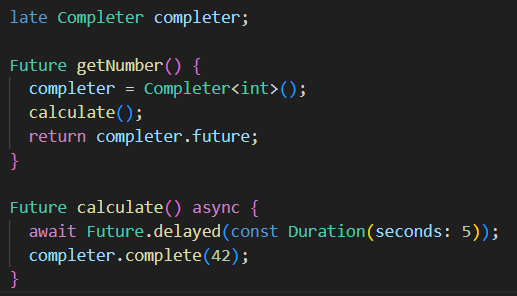 late Completer completer;
Future getNumber() {
completer = Completer<int>();
calculate();
return completer.future;
}
Future calculate() async {
await Future.delayed(const Duration(seconds: 5));
completer.complete(42);
}